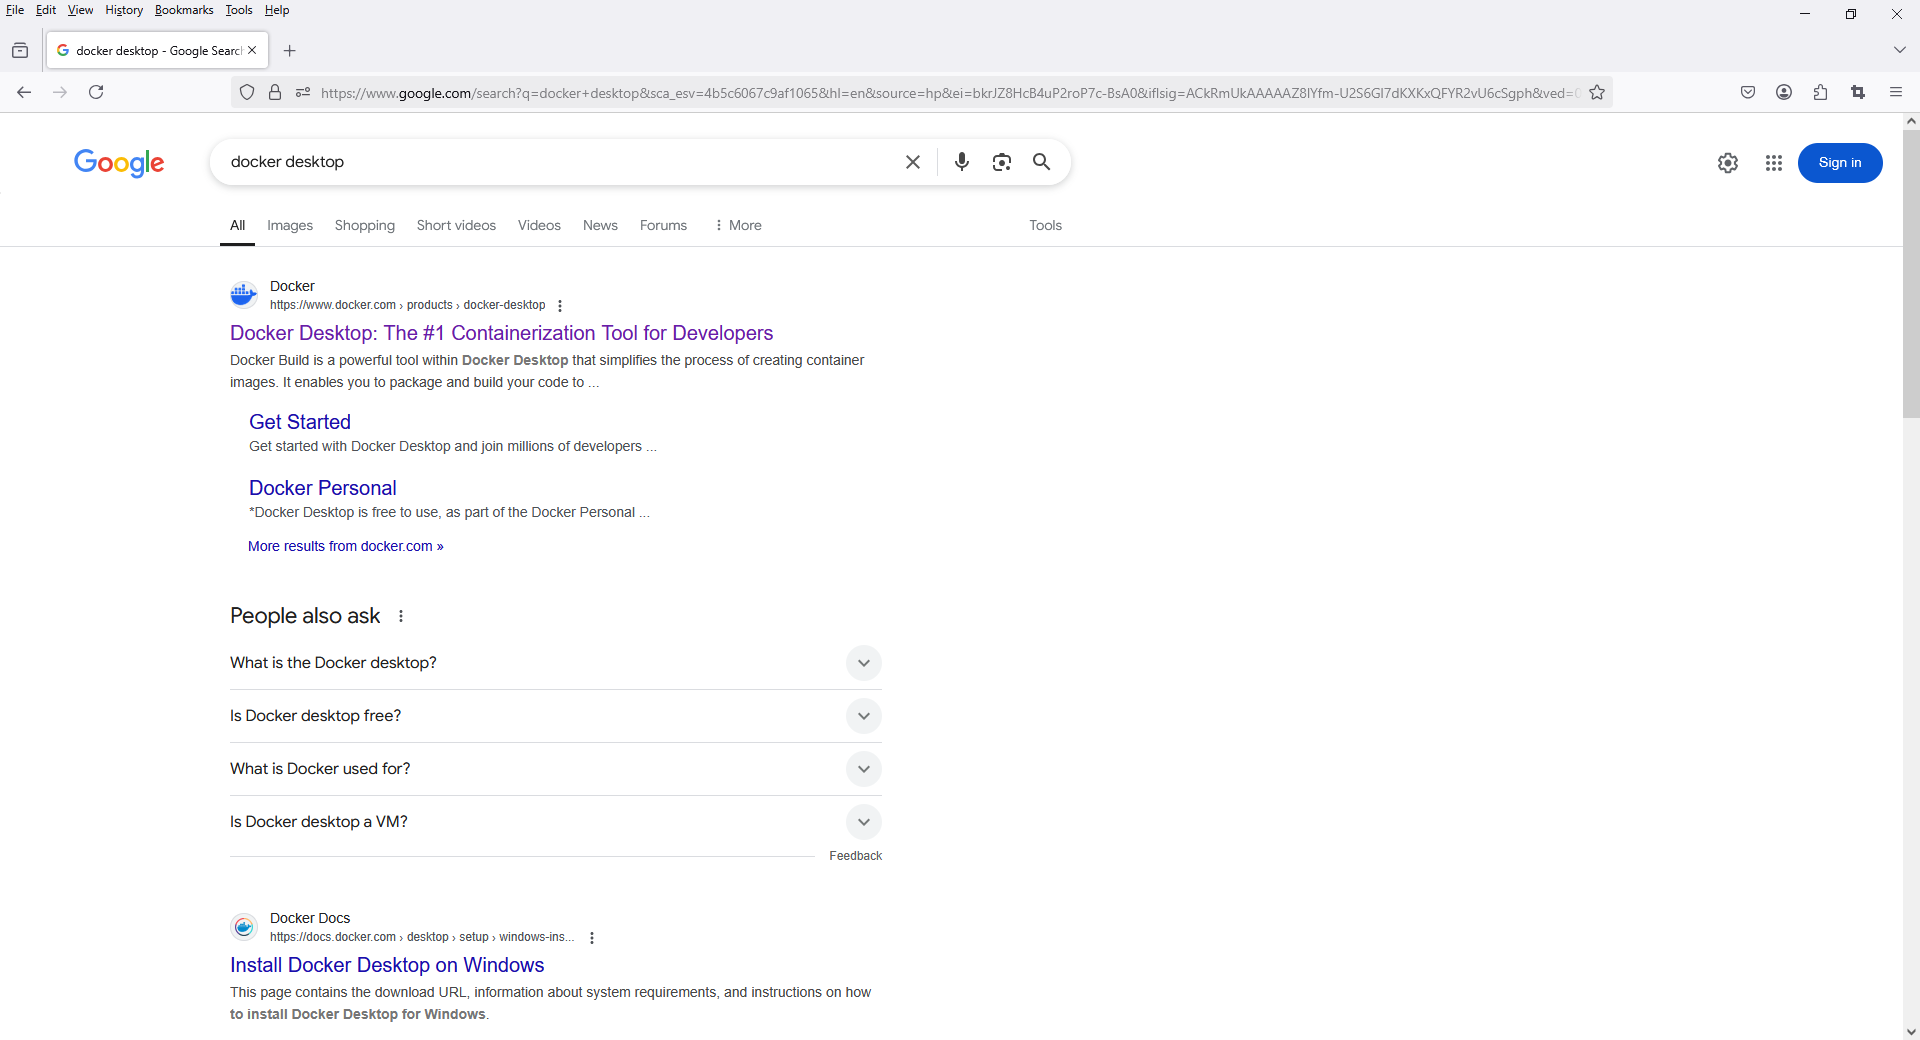 File Edit View History Bookmarks Tools Help
docker desktop - Google Searc
https://www.google.com/search?q=docker+desktop&sca_esv=4b5c6067c9af1065&hl=en&source=hp&ei=bkrJZ8HcB4uP2roP7c-BsA0&iflsig=ACkRmUkAAAAAZ8lYfm-U2S6Gl7dKXKxQFYR2vU6cSgph&ved=0
Google
docker desktop
Sign in
All Images Shopping Short videos Videos News Forums More Tools
Docker
https://www.docker.com › products › docker-desktop
Docker Desktop: The #1 Containerization Tool for Developers
Docker Build is a powerful tool within Docker Desktop that simplifies the process of creating container
images. It enables you to package and build your code to ...
Get Started
Get started with Docker Desktop and join millions of developers ...
Docker Personal
*Docker Desktop is free to use, as part of the Docker Personal ...
More results from docker.com »
People also ask
What is the Docker desktop?
Is Docker desktop free?
What is Docker used for?
Is Docker desktop a VM?
Feedback
Docker Docs
https://docs.docker.com › desktop › setup › windows-ins...
Install Docker Desktop on Windows
This page contains the download URL, information about system requirements, and instructions on how
to install Docker Desktop for Windows.